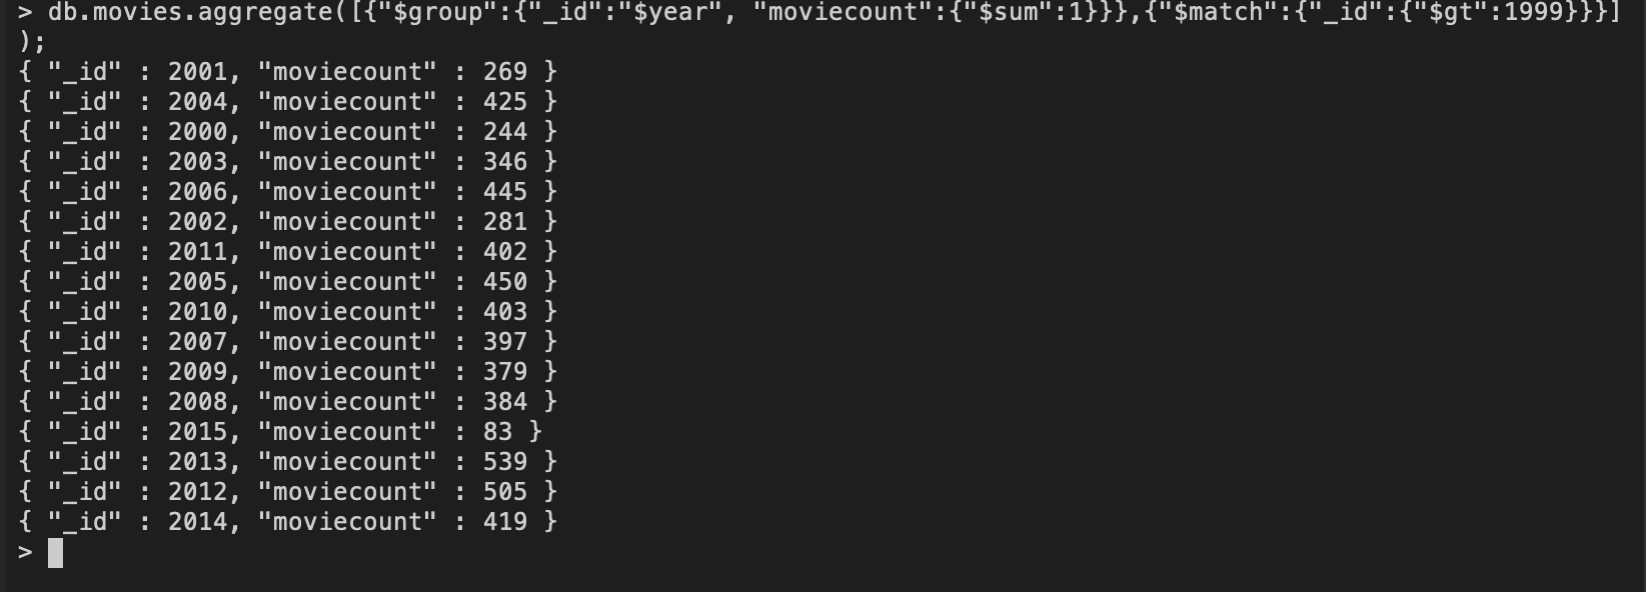 > db.movies.aggregate([{"$group":{"_id":"$year", "moviecount":{"$sum":1}}},{"$match":{"_id":{"$gt":1999}}}]
);
{ "_id" : 2001, "moviecount" : 269 }
{ "_id" : 2004, "moviecount" : 425 }
{ "_id" : 2000, "moviecount" : 244 }
{ "_id" : 2003, "moviecount" : 346 }
{ "_id" : 2006, "moviecount" : 445 }
{ "_id" : 2002, "moviecount" : 281 }
{ "_id" : 2011, "moviecount" : 402 }
{ "_id" : 2005, "moviecount" : 450 }
{ "_id" : 2010, "moviecount" : 403 }
{ "_id" : 2007, "moviecount" : 397 }
{ "_id" : 2009, "moviecount" : 379 }
{ "_id" : 2008, "moviecount" : 384 }
{ "_id" : 2015, "moviecount" : 83 }
{ "_id" : 2013, "moviecount" : 539 }
{ "_id" : 2012, "moviecount" : 505 }
{ "_id" : 2014, "moviecount" : 419 }
>